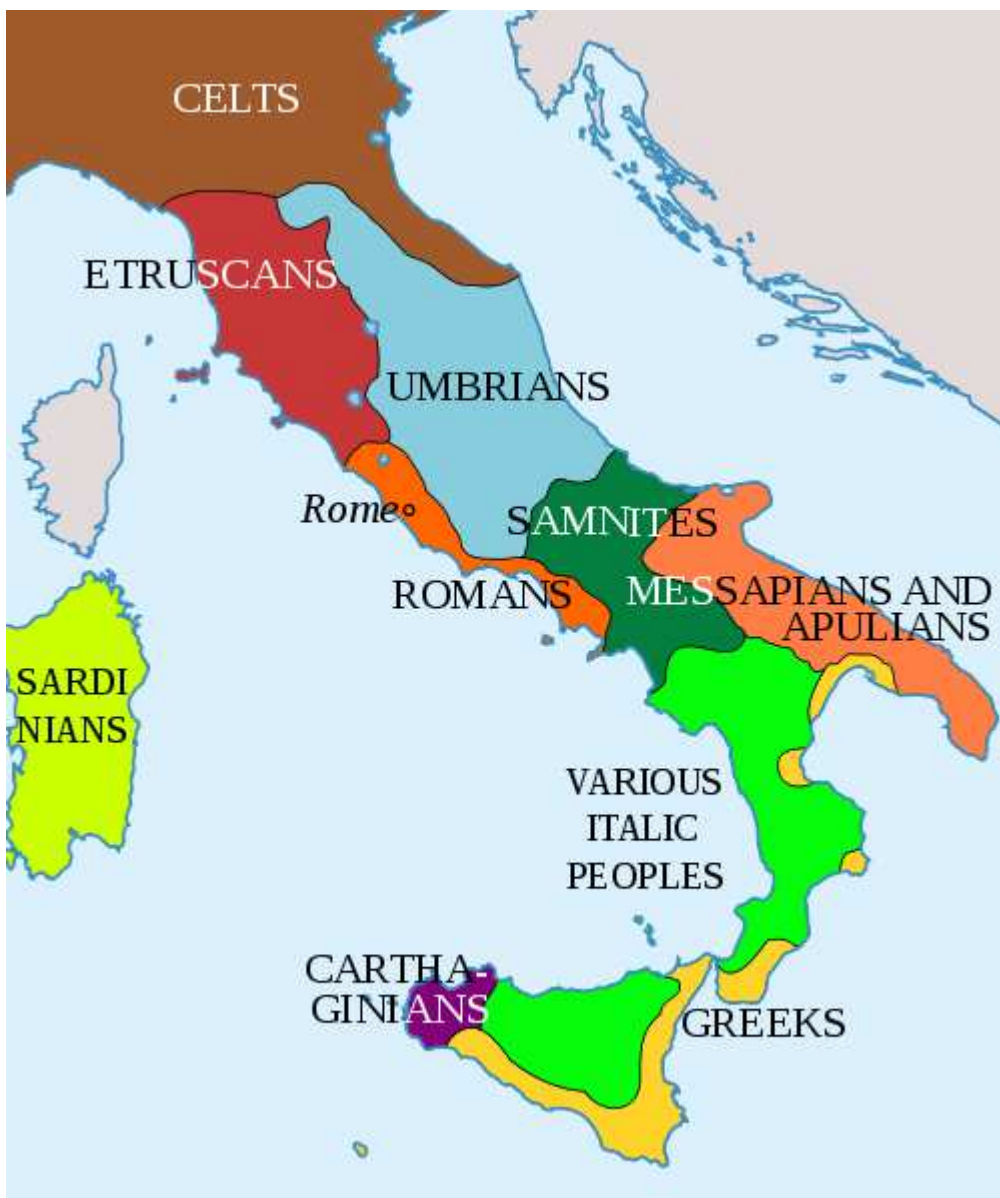 CELTS
ETRUSCANS
UMBRIANS
Rome
SAMNITES
ROMANS
MESSAPIANS AND
APULIANS
SARDI
NIANS
VARIOUS
ITALIC
PEOPLES
CARTHA-
GINIANS
GREEKS